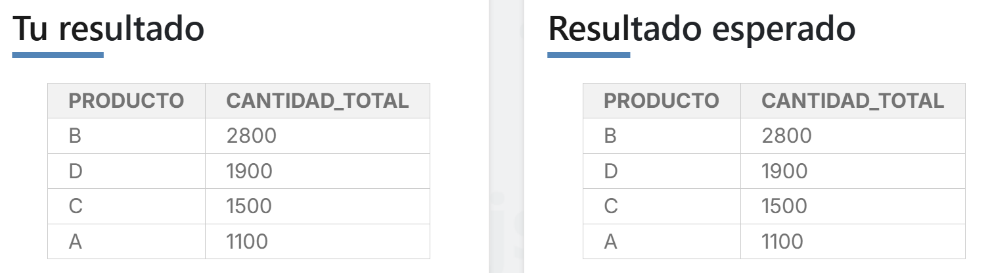 Tu resultado
PRODUCTO CANTIDAD_TOTAL
B 2800
D 1900
C 1500
A 1100
Resultado esperado
PRODUCTO CANTIDAD_TOTAL
B 2800
D 1900
C 1500
A 1100